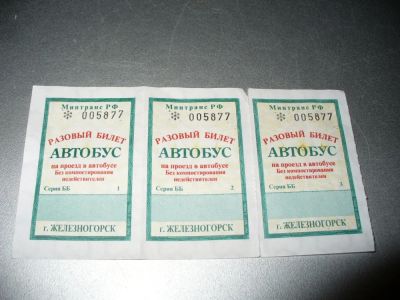 Минтранс РФ
❊ 005877
РАЗОВЫЙ БИЛЕТ
АВТОБУС
на проезд в автобусе
Без компостирования
недействителен
Серия ББ 1
г. ЖЕЛЕЗНОГОРСК
Минтранс РФ
❊ 005877
РАЗОВЫЙ БИЛЕТ
АВТОБУС
на проезд в автобусе
Без компостирования
недействителен
Серия ББ 2
г. ЖЕЛЕЗНОГОРСК
Минтранс РФ
❊ 005877
РАЗОВЫЙ БИЛЕТ
АВТОБУС
на проезд в автобусе
Без компостирования
недействителен
Серия ББ 3
г. ЖЕЛЕЗНОГОРСК